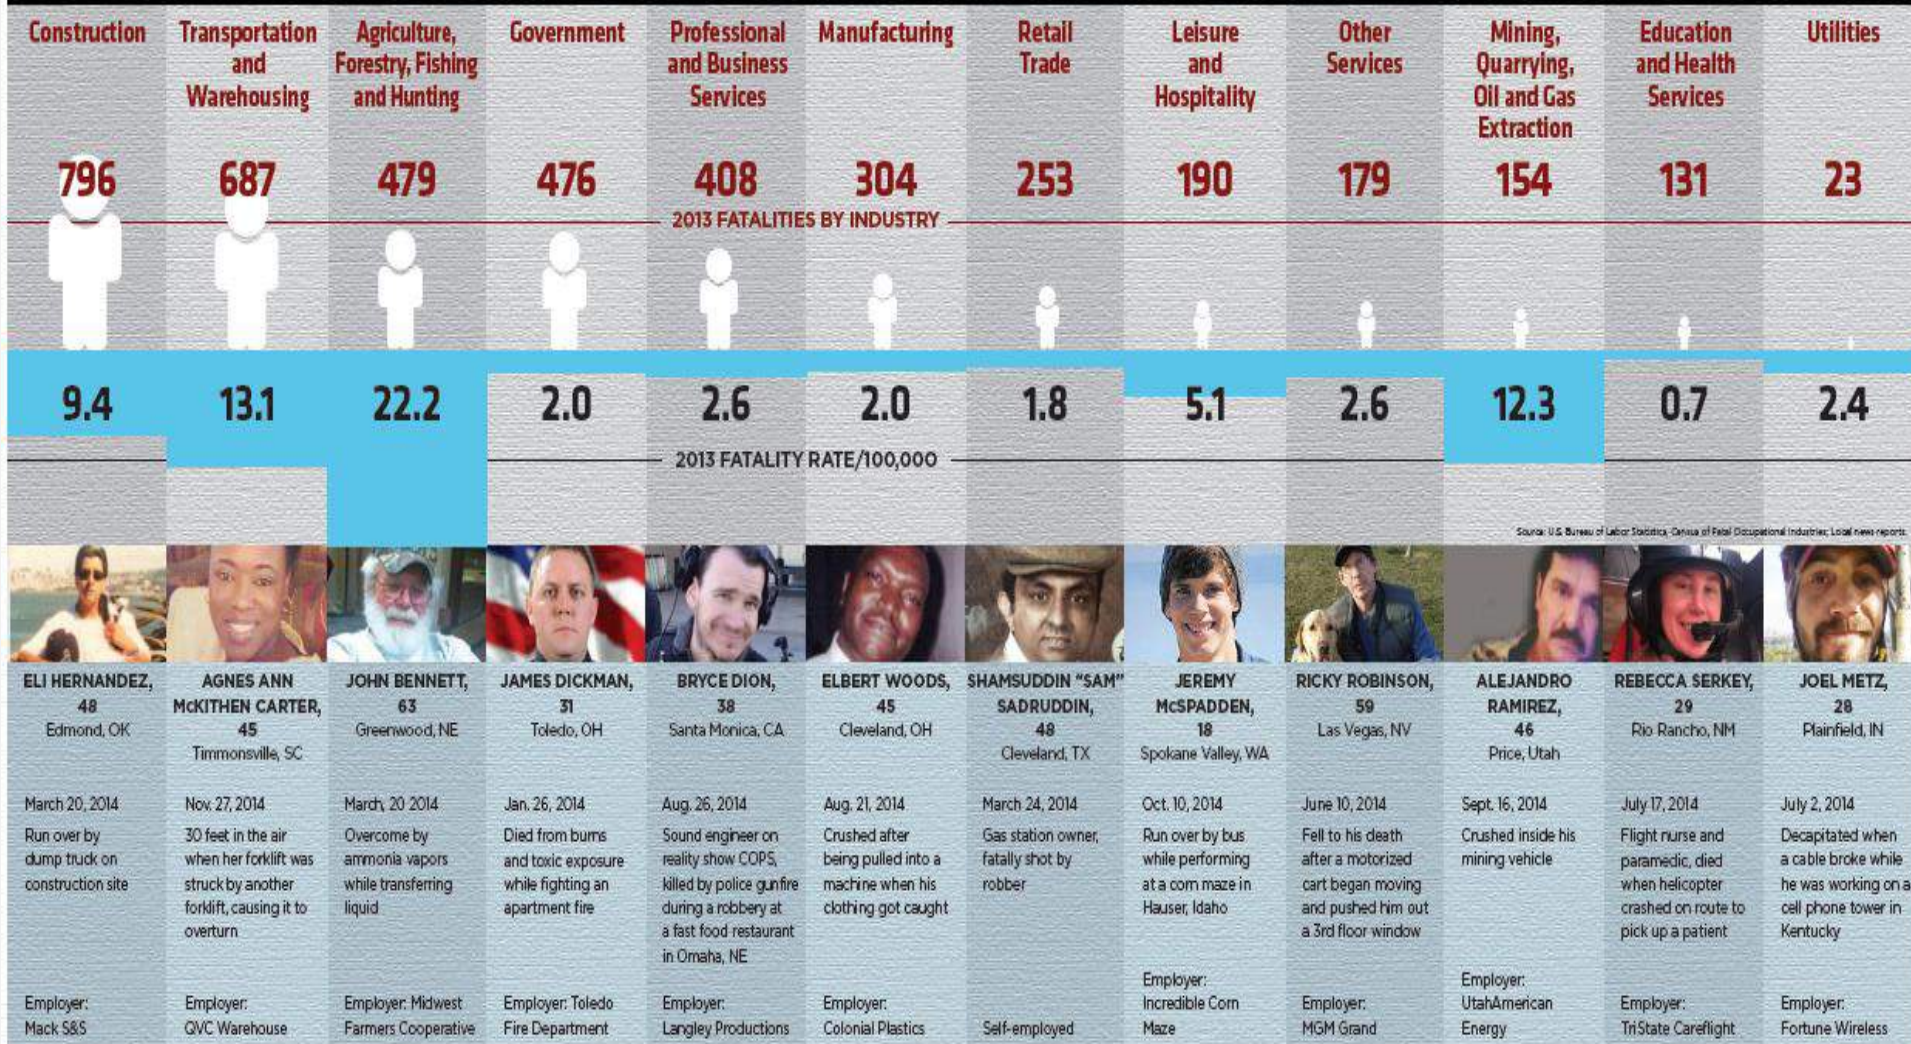 Construction
Transportation
and
Warehousing
Agriculture,
Forestry, Fishing
and Hunting
Government
Professional
and Business
Services
Manufacturing
Retail
Trade
Leisure
and
Hospitality
Other
Services
Mining,
Quarrying,
Oil and Gas
Extraction
Education
and Health
Services
Utilities
796
687
479
476
408
304
253
190
179
154
131
23
2013 FATALITIES BY INDUSTRY
9.4
13.1
22.2
2.0
2.6
2.0
1.8
5.1
2.6
12.3
0.7
2.4
2013 FATALITY RATE/100,000
Source: U.S. Bureau of Labor Statistics, Census of Fatal Occupational Industries; Local news reports.
ELI HERNANDEZ,
48
Edmond, OK
March 20, 2014
Run over by
dump truck on
construction site
Employer:
Mack S&S
AGNES ANN
McKITHEN CARTER,
45
Timmonsville, SC
Nov. 27, 2014
30 feet in the air
when her forklift was
struck by another
forklift, causing it to
overturn
Employer:
QVC Warehouse
JOHN BENNETT,
63
Greenwood, NE
March, 20 2014
Overcome by
ammonia vapors
while transferring
liquid
Employer: Midwest
Farmers Cooperative
JAMES DICKMAN,
31
Toledo, OH
Jan. 26, 2014
Died from burns
and toxic exposure
while fighting an
apartment fire
Employer: Toledo
Fire Department
BRYCE DION,
38
Santa Monica, CA
Aug. 26, 2014
Sound engineer on
reality show COPS,
killed by police gunfire
during a robbery at
a fast food restaurant
in Omaha, NE
Employer:
Langley Productions
ELBERT WOODS,
45
Cleveland, OH
Aug. 21, 2014
Crushed after
being pulled into a
machine when his
clothing got caught
Employer:
Colonial Plastics
SHAMSUDDIN "SAM"
SADRUDDIN,
48
Cleveland, TX
March 24, 2014
Gas station owner,
fatally shot by
robber
Self-employed
JEREMY
McSPADDEN,
18
Spokane Valley, WA
Oct. 10, 2014
Run over by bus
while performing
at a corn maze in
Hauser, Idaho
Employer:
Incredible Corn
Maze
RICKY ROBINSON,
59
Las Vegas, NV
June 10, 2014
Fell to his death
after a motorized
cart began moving
and pushed him out
a 3rd floor window
Employer:
MGM Grand
ALEJANDRO
RAMIREZ,
46
Price, Utah
Sept. 16, 2014
Crushed inside his
mining vehicle
Employer:
UtahAmerican
Energy
REBECCA SERKEY,
29
Rio Rancho, NM
July 17, 2014
Flight nurse and
paramedic, died
when helicopter
crashed on route to
pick up a patient
Employer:
TriState Careflight
JOEL METZ,
28
Plainfield, IN
July 2, 2014
Decapitated when
a cable broke while
he was working on a
cell phone tower in
Kentucky
Employer:
Fortune Wireless